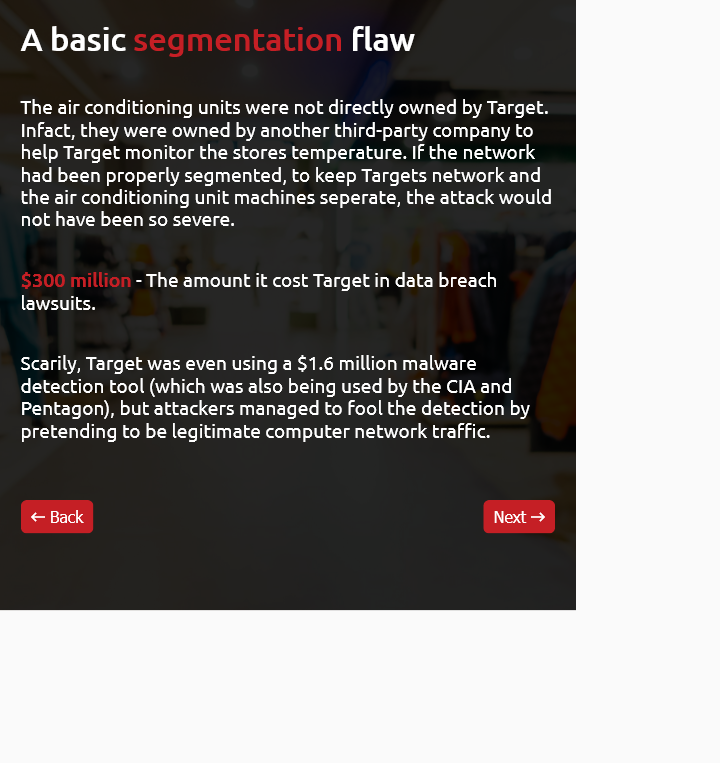 A basic segmentation flaw
The air conditioning units were not directly owned by Target.
Infact, they were owned by another third-party company to
help Target monitor the stores temperature. If the network
had been properly segmented, to keep Targets network and
the air conditioning unit machines seperate, the attack would
not have been so severe.
$300 million - The amount it cost Target in data breach
lawsuits.
Scarily, Target was even using a $1.6 million malware
detection tool (which was also being used by the CIA and
Pentagon), but attackers managed to fool the detection by
pretending to be legitimate computer network traffic.
← Back
Next →